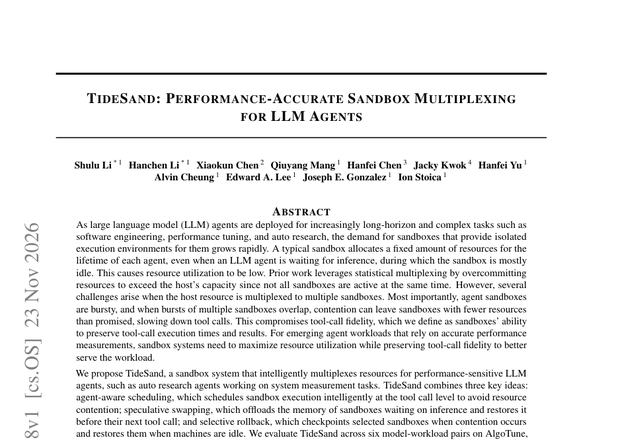 TIDESAND: PERFORMANCE-ACCURATE SANDBOX MULTIPLEXING
FOR LLM AGENTS
Shulu Li * 1 Hanchen Li * 1 Xiaokun Chen 2 Qiuyang Mang 1 Hanfei Chen 3 Jacky Kwok 4 Hanfei Yu 1
Alvin Cheung 1 Edward A. Lee 1 Joseph E. Gonzalez 1 Ion Stoica 1
ABSTRACT
As large language model (LLM) agents are deployed for increasingly long-horizon and complex tasks such as
software engineering, performance tuning, and auto research, the demand for sandboxes that provide isolated
execution environments for them grows rapidly. A typical sandbox allocates a fixed amount of resources for the
lifetime of each agent, even when an LLM agent is waiting for inference, during which the sandbox is mostly
idle. This causes resource utilization to be low. Prior work leverages statistical multiplexing by overcommitting
resources to exceed the host's capacity since not all sandboxes are active at the same time. However, several
challenges arise when the host resource is multiplexed to multiple sandboxes. Most importantly, agent sandboxes
are bursty, and when bursts of multiple sandboxes overlap, contention can leave sandboxes with fewer resources
than promised, slowing down tool calls. This compromises tool-call fidelity, which we define as sandboxes' ability
to preserve tool-call execution times and results. For emerging agent workloads that rely on accurate performance
measurements, sandbox systems need to maximize resource utilization while preserving tool-call fidelity to better
serve the workload.
We propose TideSand, a sandbox system that intelligently multiplexes resources for performance-sensitive LLM
agents, such as auto research agents working on system measurement tasks. TideSand combines three key ideas:
agent-aware scheduling, which schedules sandbox execution intelligently at the tool call level to avoid resource
contention; speculative swapping, which offloads the memory of sandboxes waiting on inference and restores it
before their next tool call; and selective rollback, which checkpoints selected sandboxes when contention occurs
and restores them when machines are idle. We evaluate TideSand across six model-workload pairs on AlgoTune,
8v1 [cs.OS] 23 Nov 2026